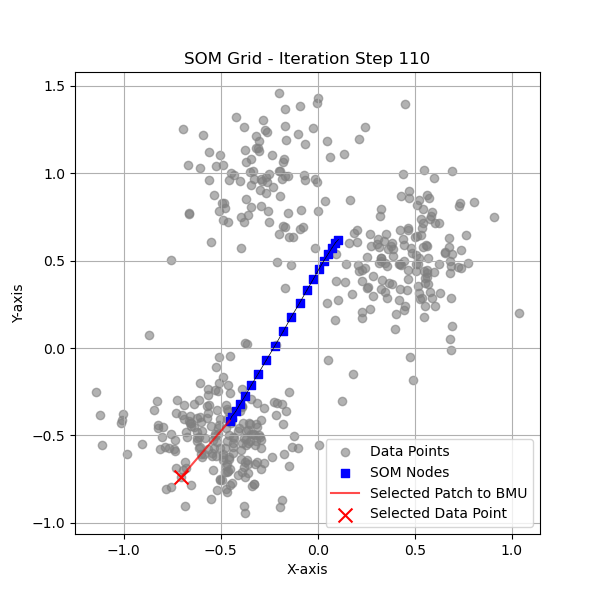 SOM Grid - Iteration Step 110
1.5
1.0
0.5
0.0
−0.5
−1.0
Y-axis
Data Points
SOM Nodes
Selected Patch to BMU
Selected Data Point
−1.0 −0.5 0.0 0.5 1.0
X-axis